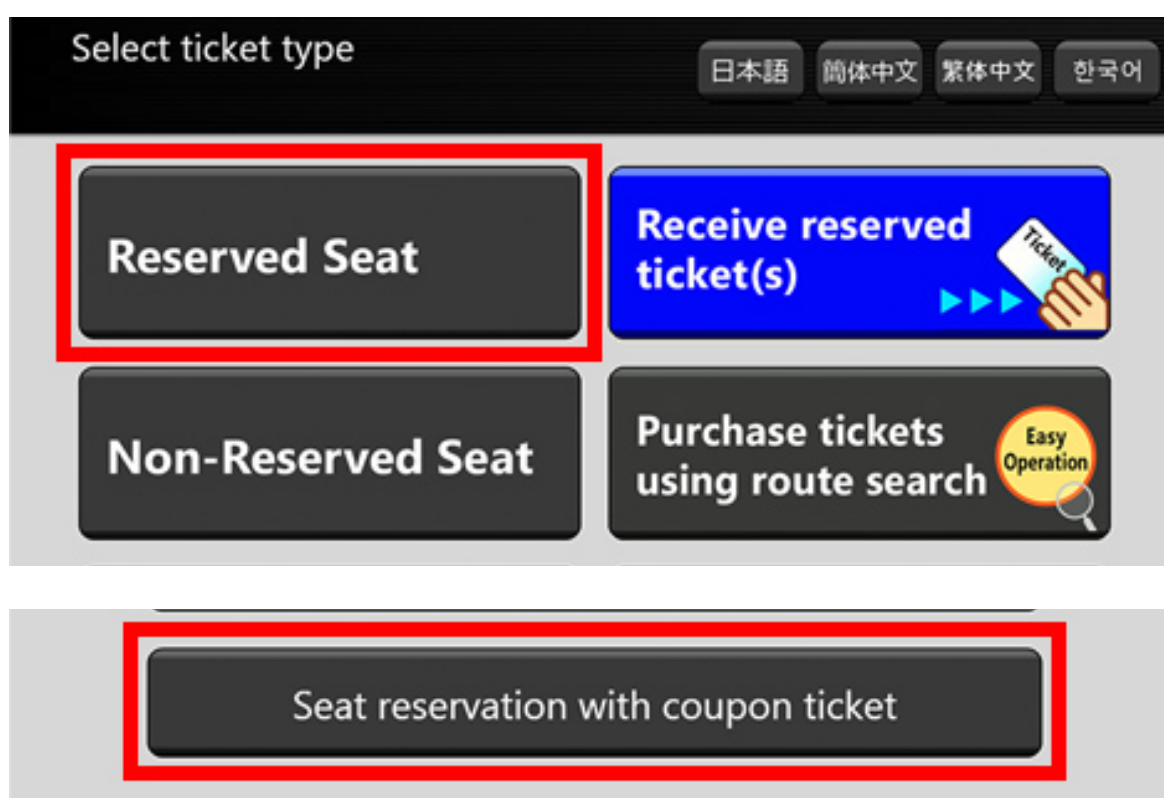 Select ticket type
日本語 簡体中文 繁体中文 한국어
Reserved Seat
Receive reserved
ticket(s)
Ticket
Non-Reserved Seat
Purchase tickets
using route search
Easy
Operation
Seat reservation with coupon ticket